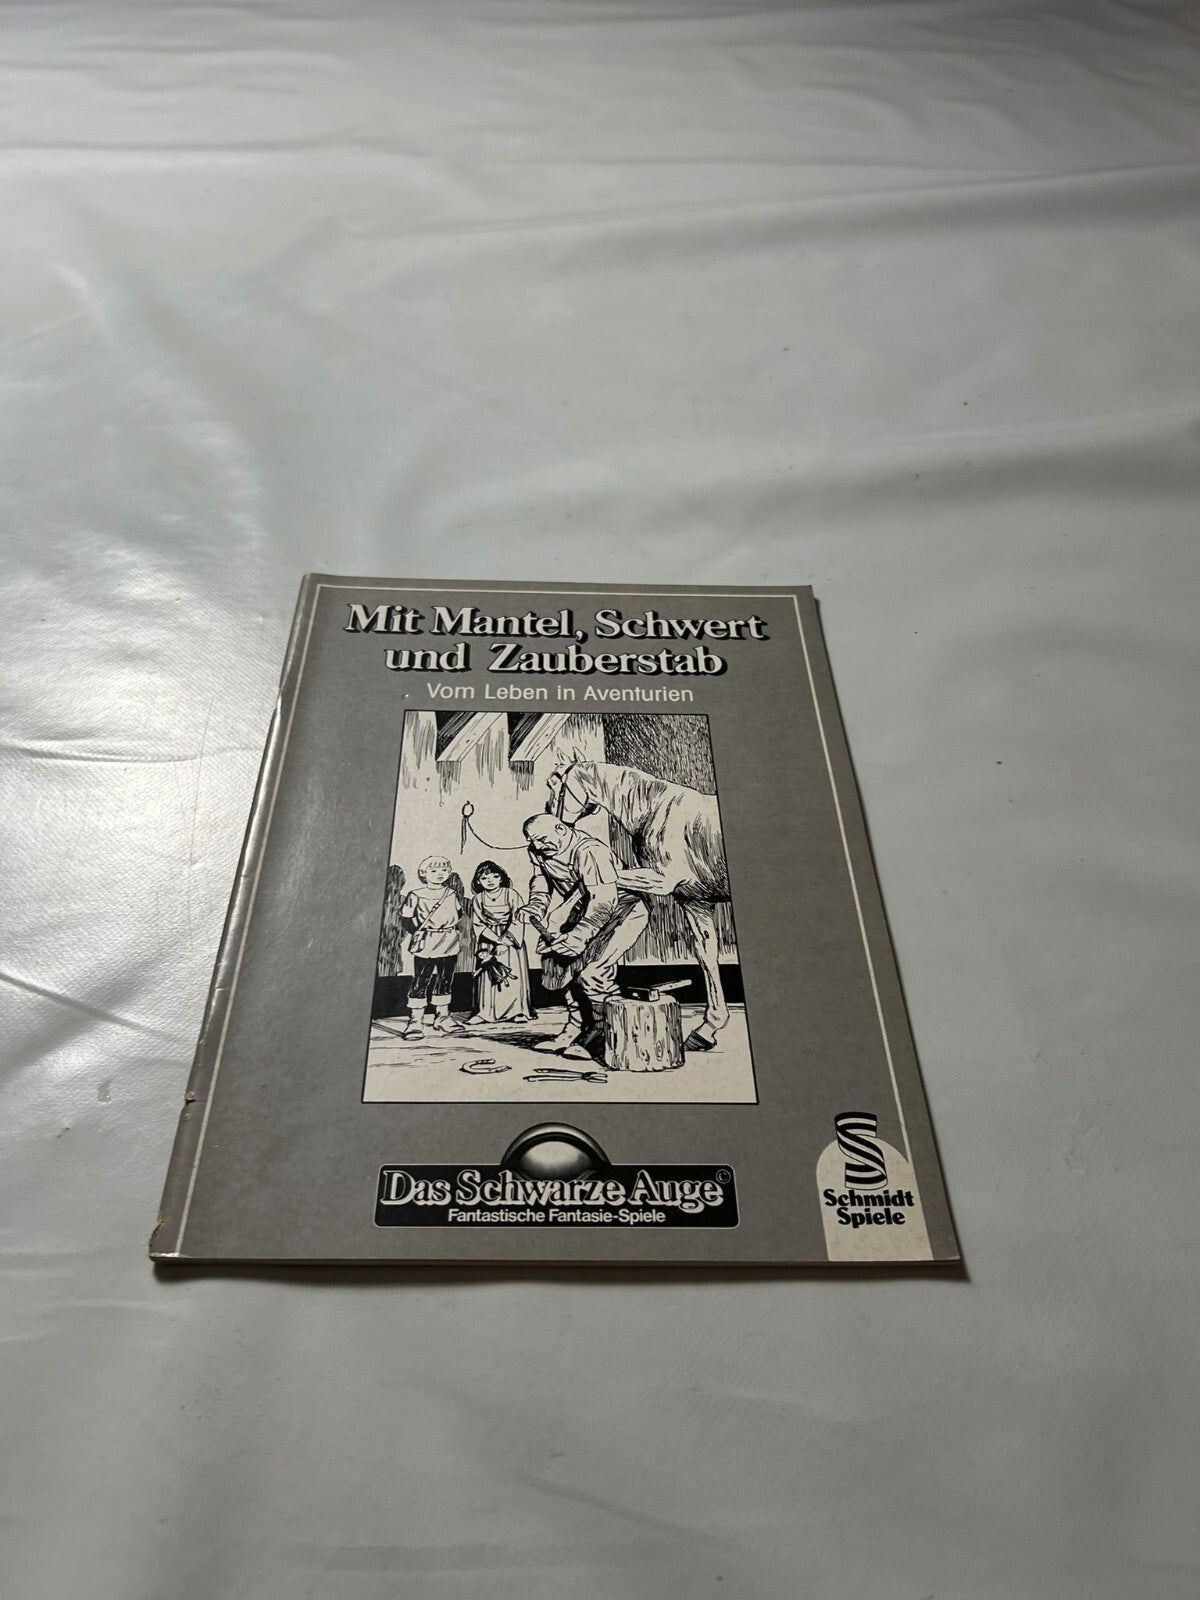 Mit Mantel, Schwert
und Zauberstab
Vom Leben in Aventurien
Das Schwarze Auge©
Fantastische Fantasie-Spiele
Schmidt
Spiele